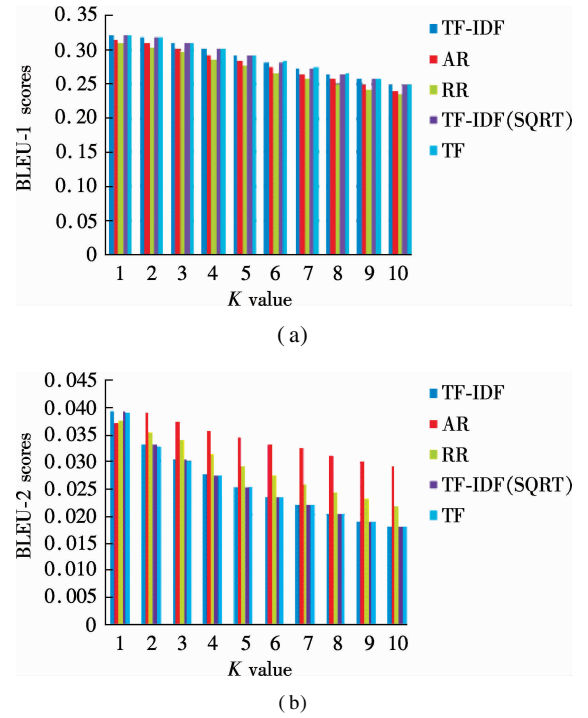 0.35
0.30
0.25
0.20
0.15
0.10
0.05
0
BLEU-1 scores
1 2 3 4 5 6 7 8 9 10
K value
TF-IDF
AR
RR
TF-IDF(SQRT)
TF
(a)
0.045
0.040
0.035
0.030
0.025
0.020
0.015
0.010
0.005
0
BLEU-2 scores
1 2 3 4 5 6 7 8 9 10
K value
TF-IDF
AR
RR
TF-IDF(SQRT)
TF
(b)